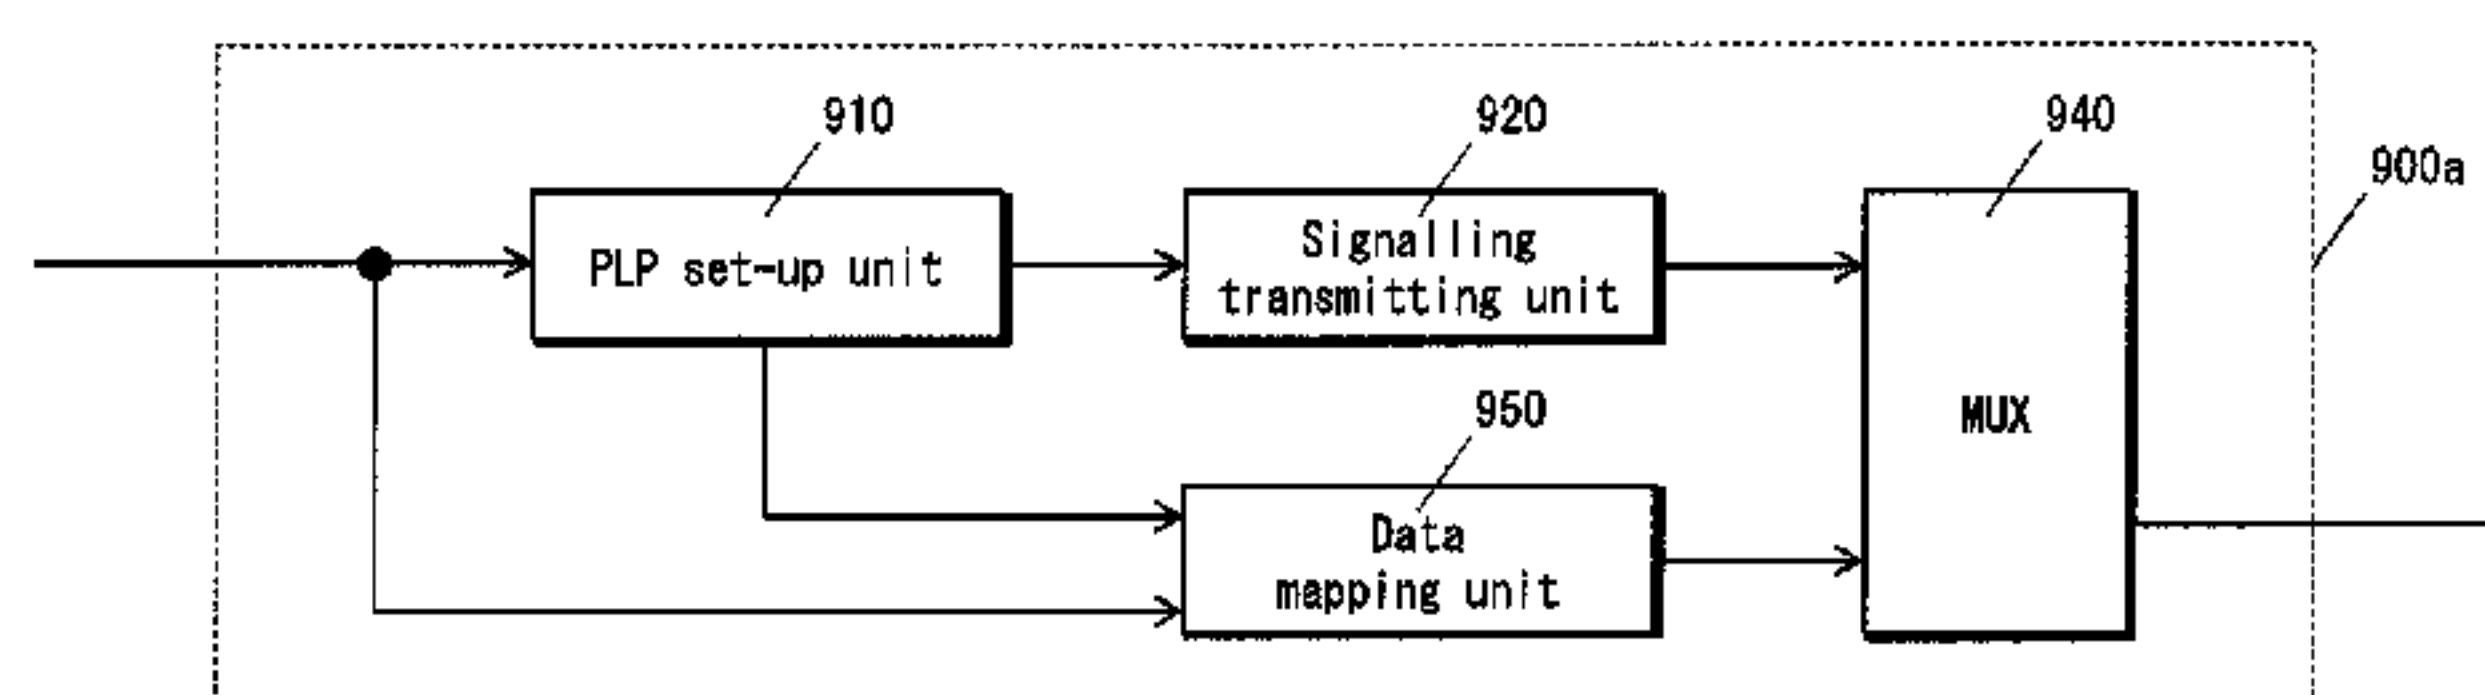 910
920
940
900a
PLP set-up unit
Signalling
transmitting unit
MUX
950
Data
mapping unit